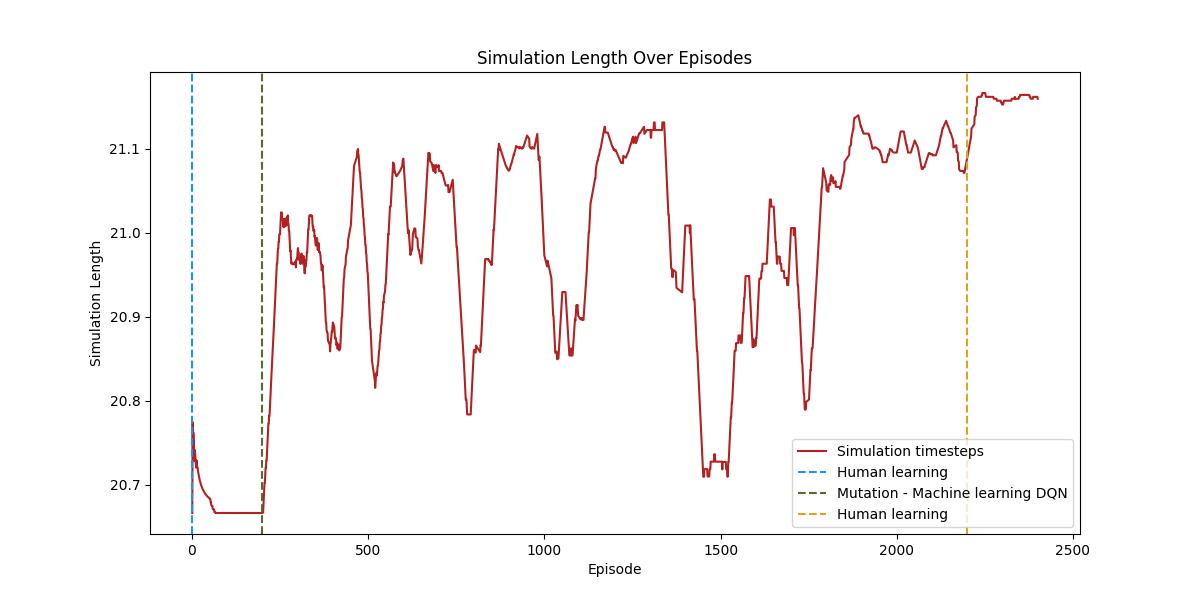 Simulation Length Over Episodes
Simulation Length
21.1
21.0
20.9
20.8
20.7
0 500 1000 1500 2000 2500
Episode
Simulation timesteps
Human learning
Mutation - Machine learning DQN
Human learning